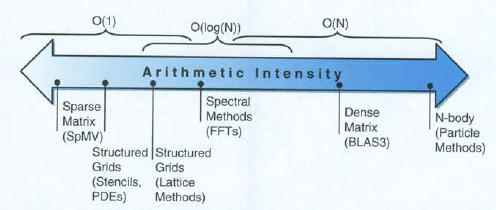 O(1)
O(log(N))
O(N)
Arithmetic Intensity
Sparse
Matrix
(SpMV)
Structured
Grids
(Stencils,
PDEs)
Structured
Grids
(Lattice
Methods)
Spectral
Methods
(FFTs)
Dense
Matrix
(BLAS3)
N-body
(Particle
Methods)